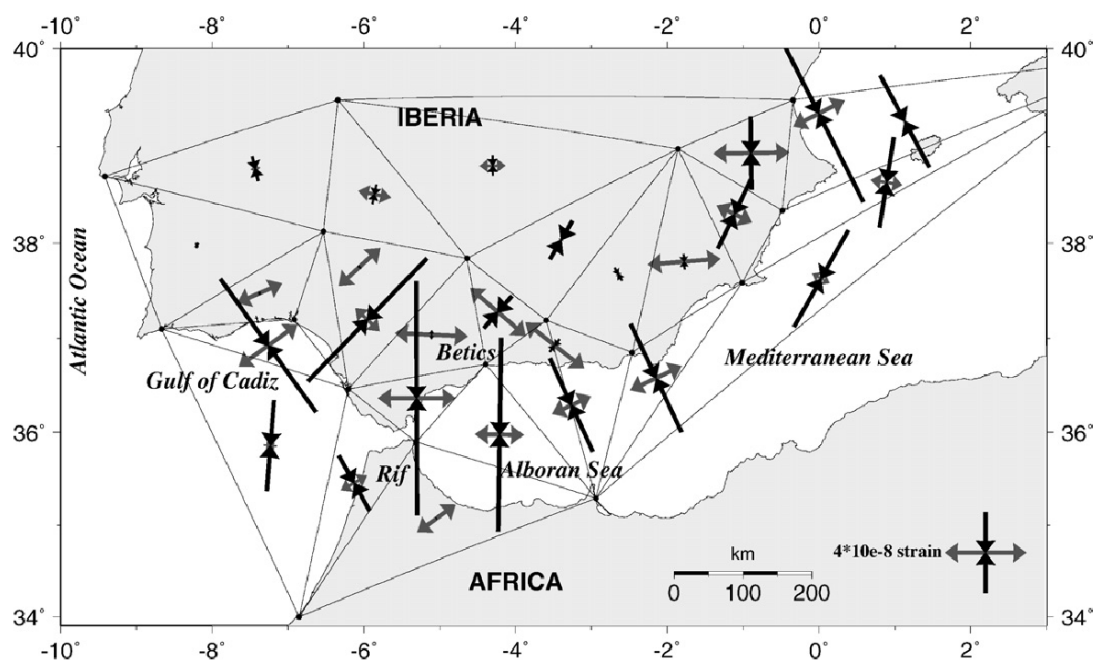 -10° -8° -6° -4° -2° 0° 2°
40° 40°
IBERIA
38° 38°
Atlantic Ocean
Betics
Mediterranean Sea
Gulf of Cadiz
36° 36°
Rif
Alboran Sea
km
4*10e-8 strain
AFRICA
0 100 200
34° 34°
-10° -8° -6° -4° -2° 0° 2°